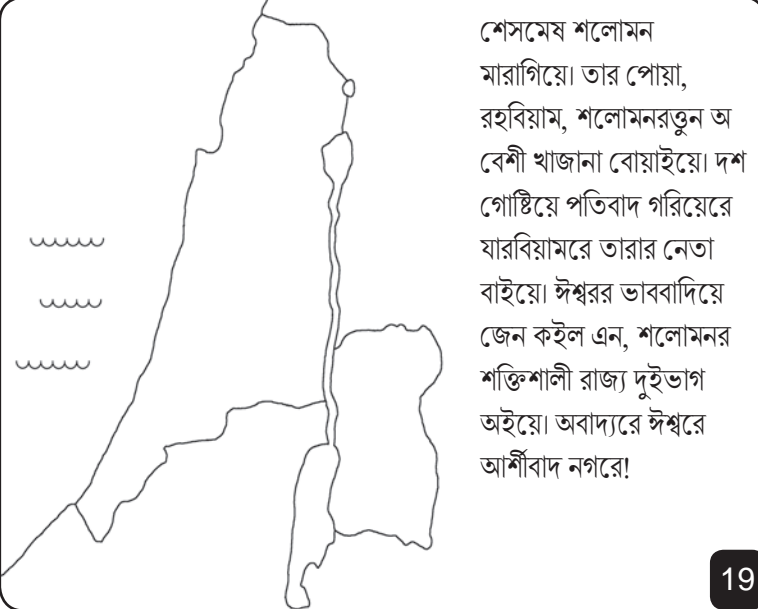 শেসমেষ শলোমন
মারাগিয়ে। তার পোয়া,
রহবিয়াম, শলোমনরত্তুন অ
বেশী খাজানা বোয়াইয়ে। দশ
গোষ্টিয়ে পতিবাদ গরিয়েরে
যারবিয়ামরে তারার নেতা
বাইয়ে। ঈশ্বরর ভাববাদিয়ে
জেন কইল এন, শলোমনর
শক্তিশালী রাজ্য দুইভাগ
অইয়ে। অবাদ্যরে ঈশ্বরে
আর্শীবাদ নগরে!
19